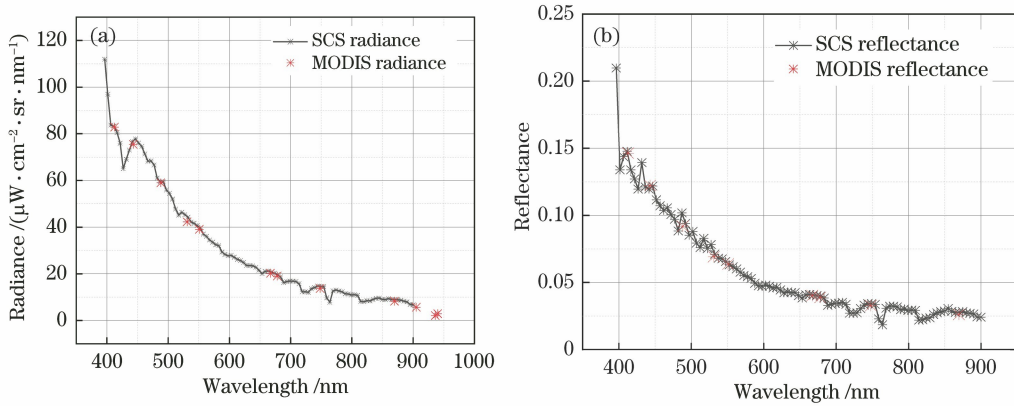 (a)
SCS radiance
MODIS radiance
120
100
80
60
40
20
0
Radiance /(μW·cm⁻²·sr·nm⁻¹)
400 500 600 700 800 900 1000
Wavelength /nm
(b)
SCS reflectance
MODIS reflectance
0.25
0.20
0.15
0.10
0.05
0
Reflectance
400 500 600 700 800 900
Wavelength /nm